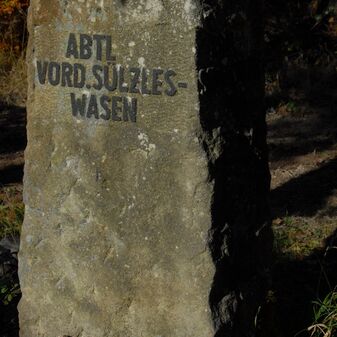 ABTL.
VORD. SULZLES-
WASEN